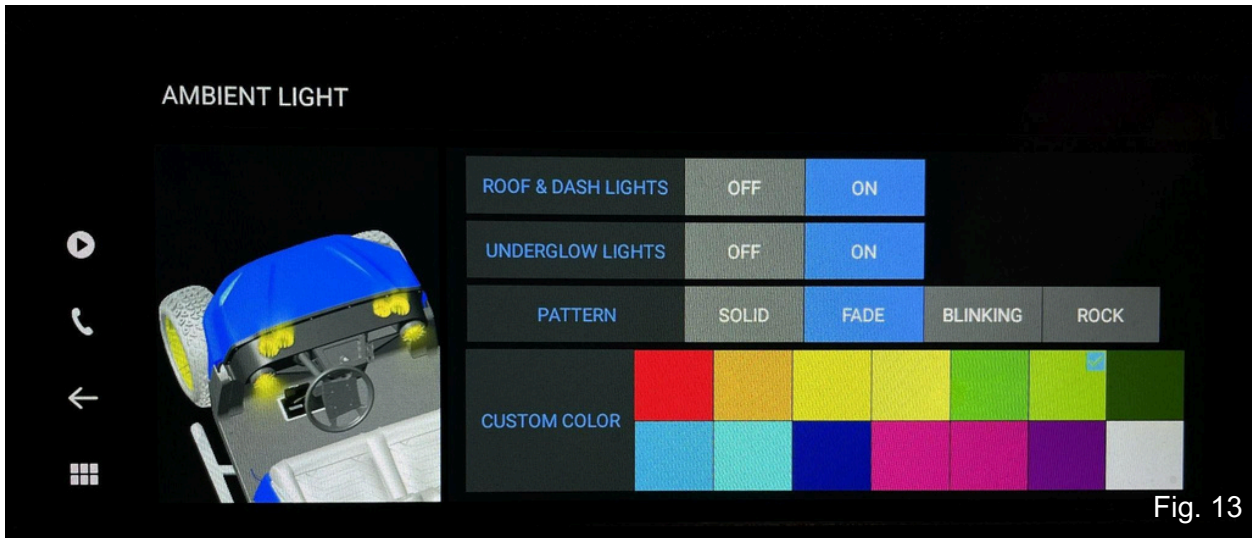 AMBIENT LIGHT
ROOF & DASH LIGHTS OFF ON
UNDERGLOW LIGHTS OFF ON
PATTERN SOLID FADE BLINKING ROCK
CUSTOM COLOR
Fig. 13